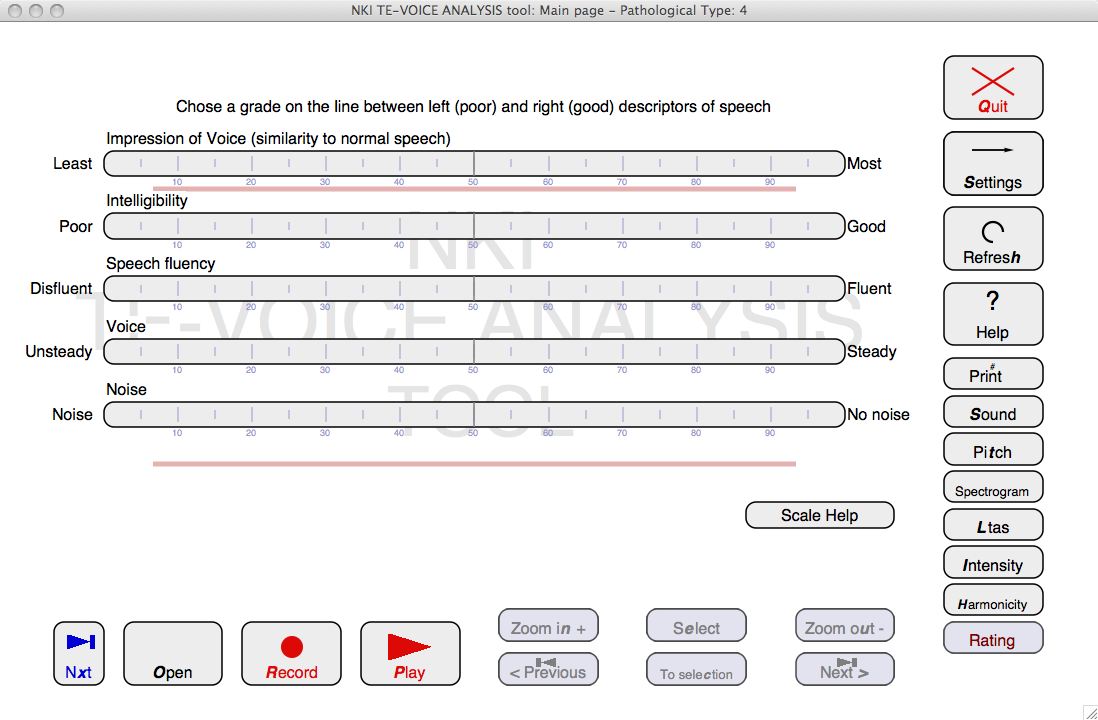 NKI TE-VOICE ANALYSIS tool: Main page – Pathological Type: 4
Quit
Chose a grade on the line between left (poor) and right (good) descriptors of speech
Impression of Voice (similarity to normal speech)
Least Most
10 20 30 40 50 60 70 80 90
Settings
Intelligibility
Poor Good
10 20 30 40 50 60 70 80 90
NKI
Refresh
Speech fluency
Disfluent Fluent
10 20 30 40 50 60 70 80 90
TE-VOICE ANALYSIS
?
Help
Voice
Unsteady Steady
10 20 30 40 50 60 70 80 90
#
Print
Noise
Noise No noise
10 20 30 40 50 60 70 80 90
TOOL
Sound
Pitch
Spectrogram
Scale Help
Ltas
Intensity
Harmonicity
Rating
Zoom in + Select Zoom out -
Nxt Open Record Play < Previous To selection Next >